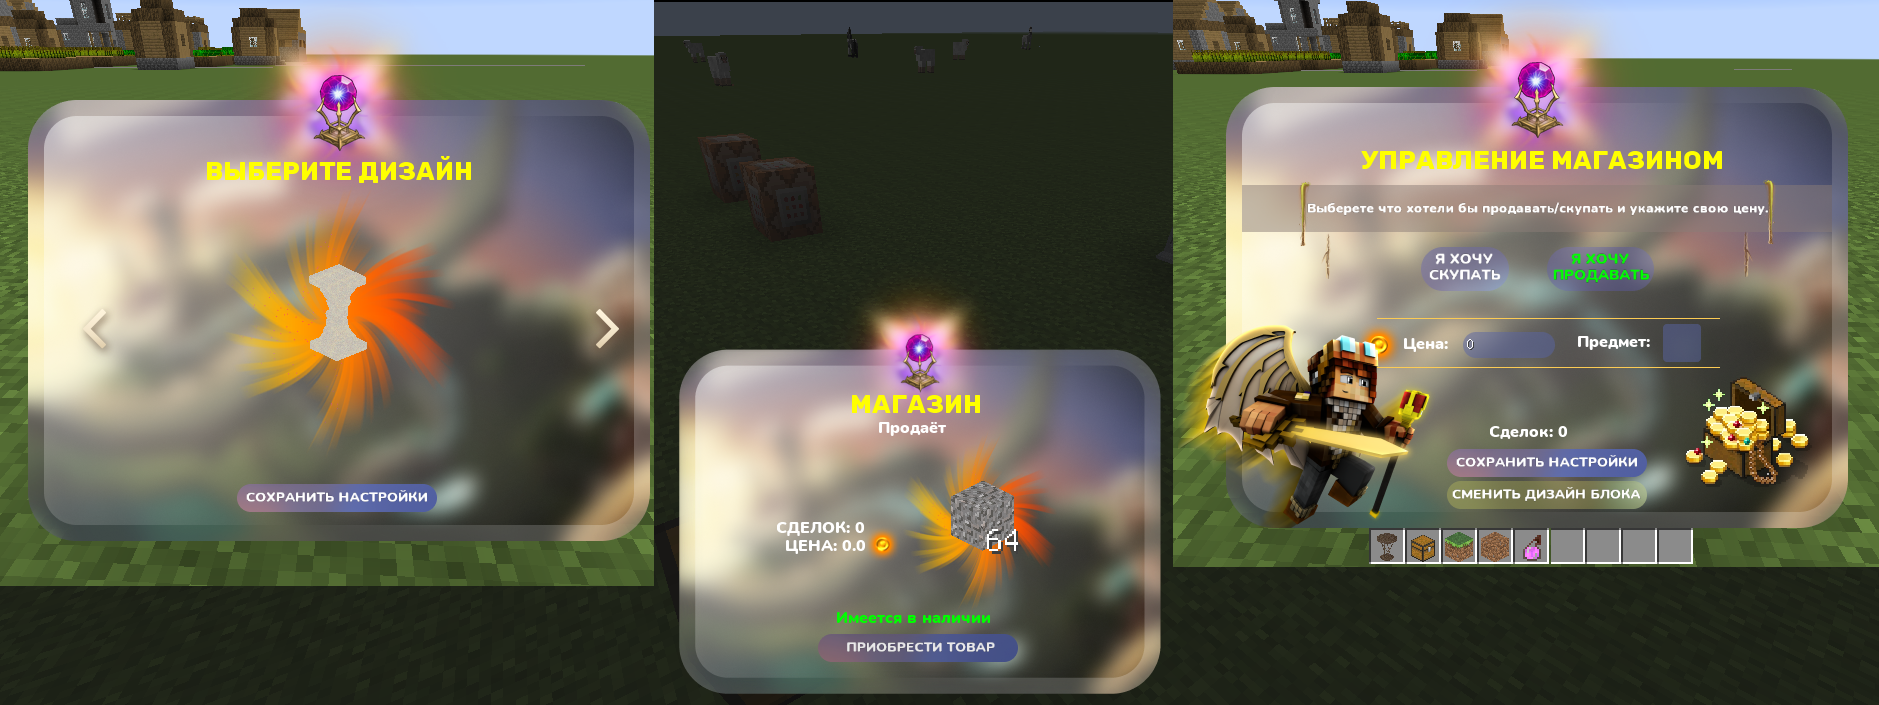 ВЫБЕРИТЕ ДИЗАЙН
СОХРАНИТЬ НАСТРОЙКИ
МАГАЗИН
Продаёт
СДЕЛОК: 0
ЦЕНА: 0.0
64
Имеется в наличии
ПРИОБРЕСТИ ТОВАР
УПРАВЛЕНИЕ МАГАЗИНОМ
Выберете что хотели бы продавать/скупать и укажите свою цену.
Я ХОЧУ
СКУПАТЬ
Я ХОЧУ
ПРОДАВАТЬ
Цена: 0 Предмет:
Сделок: 0
СОХРАНИТЬ НАСТРОЙКИ
СМЕНИТЬ ДИЗАЙН БЛОКА